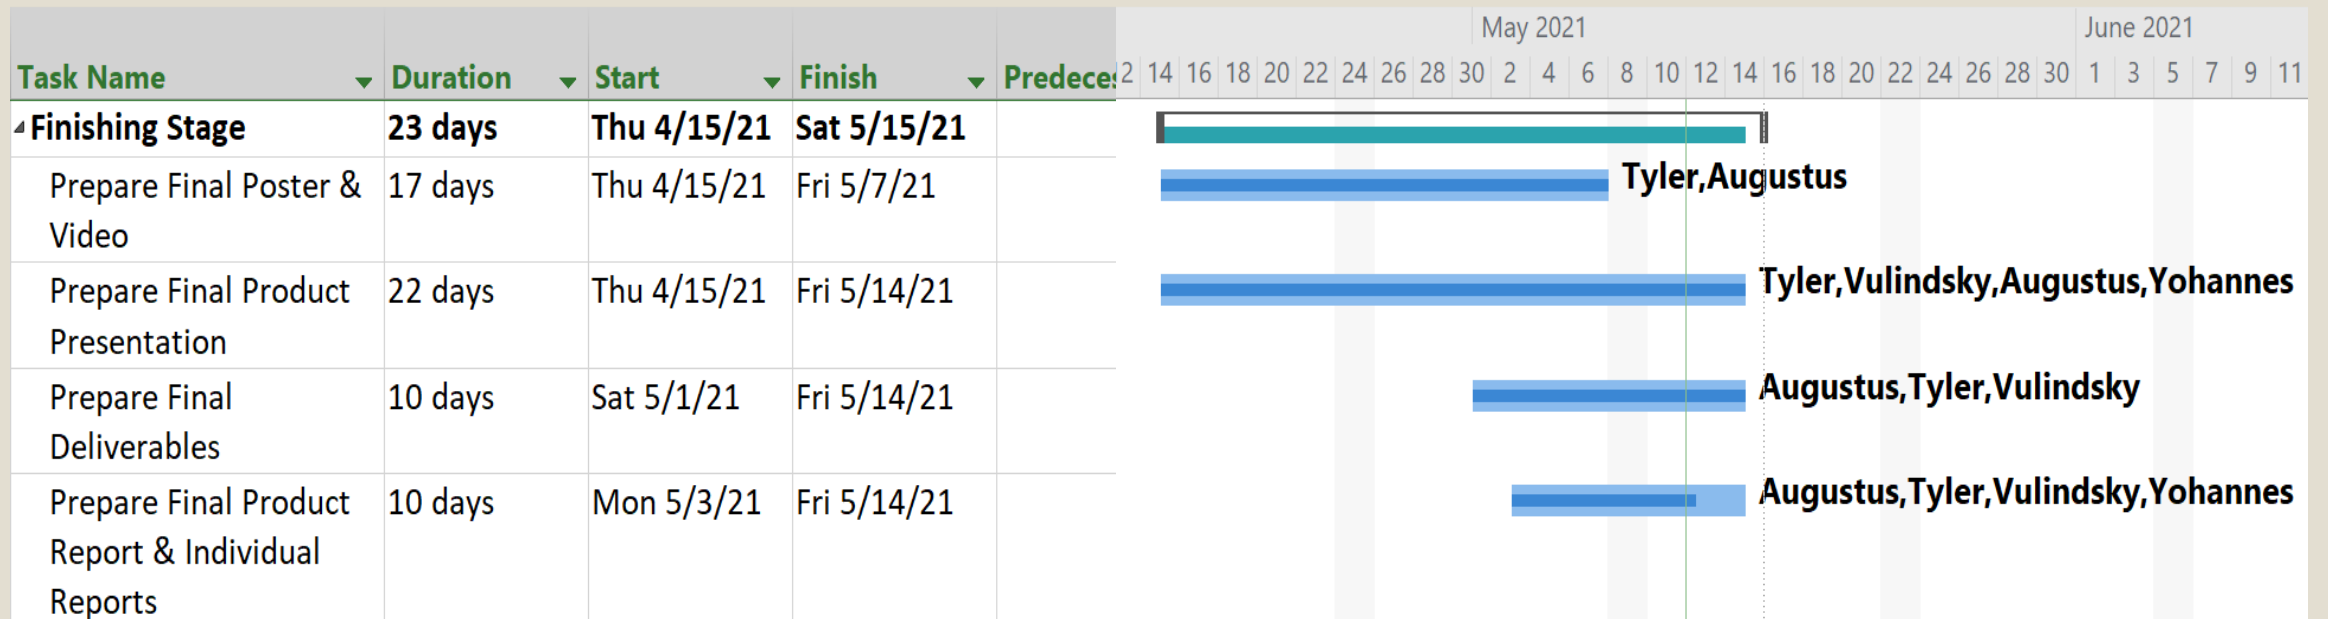 May 2021 June 2021
Task Name Duration Start Finish Predeces 2 14 16 18 20 22 24 26 28 30 2 4 6 8 10 12 14 16 18 20 22 24 26 28 30 1 3 5 7 9 11
Finishing Stage 23 days Thu 4/15/21 Sat 5/15/21
Prepare Final Poster & 17 days Thu 4/15/21 Fri 5/7/21 Tyler,Augustus
Video
Prepare Final Product 22 days Thu 4/15/21 Fri 5/14/21 Tyler,Vulindsky,Augustus,Yohannes
Presentation
Prepare Final 10 days Sat 5/1/21 Fri 5/14/21 Augustus,Tyler,Vulindsky
Deliverables
Prepare Final Product 10 days Mon 5/3/21 Fri 5/14/21 Augustus,Tyler,Vulindsky,Yohannes
Report & Individual
Reports